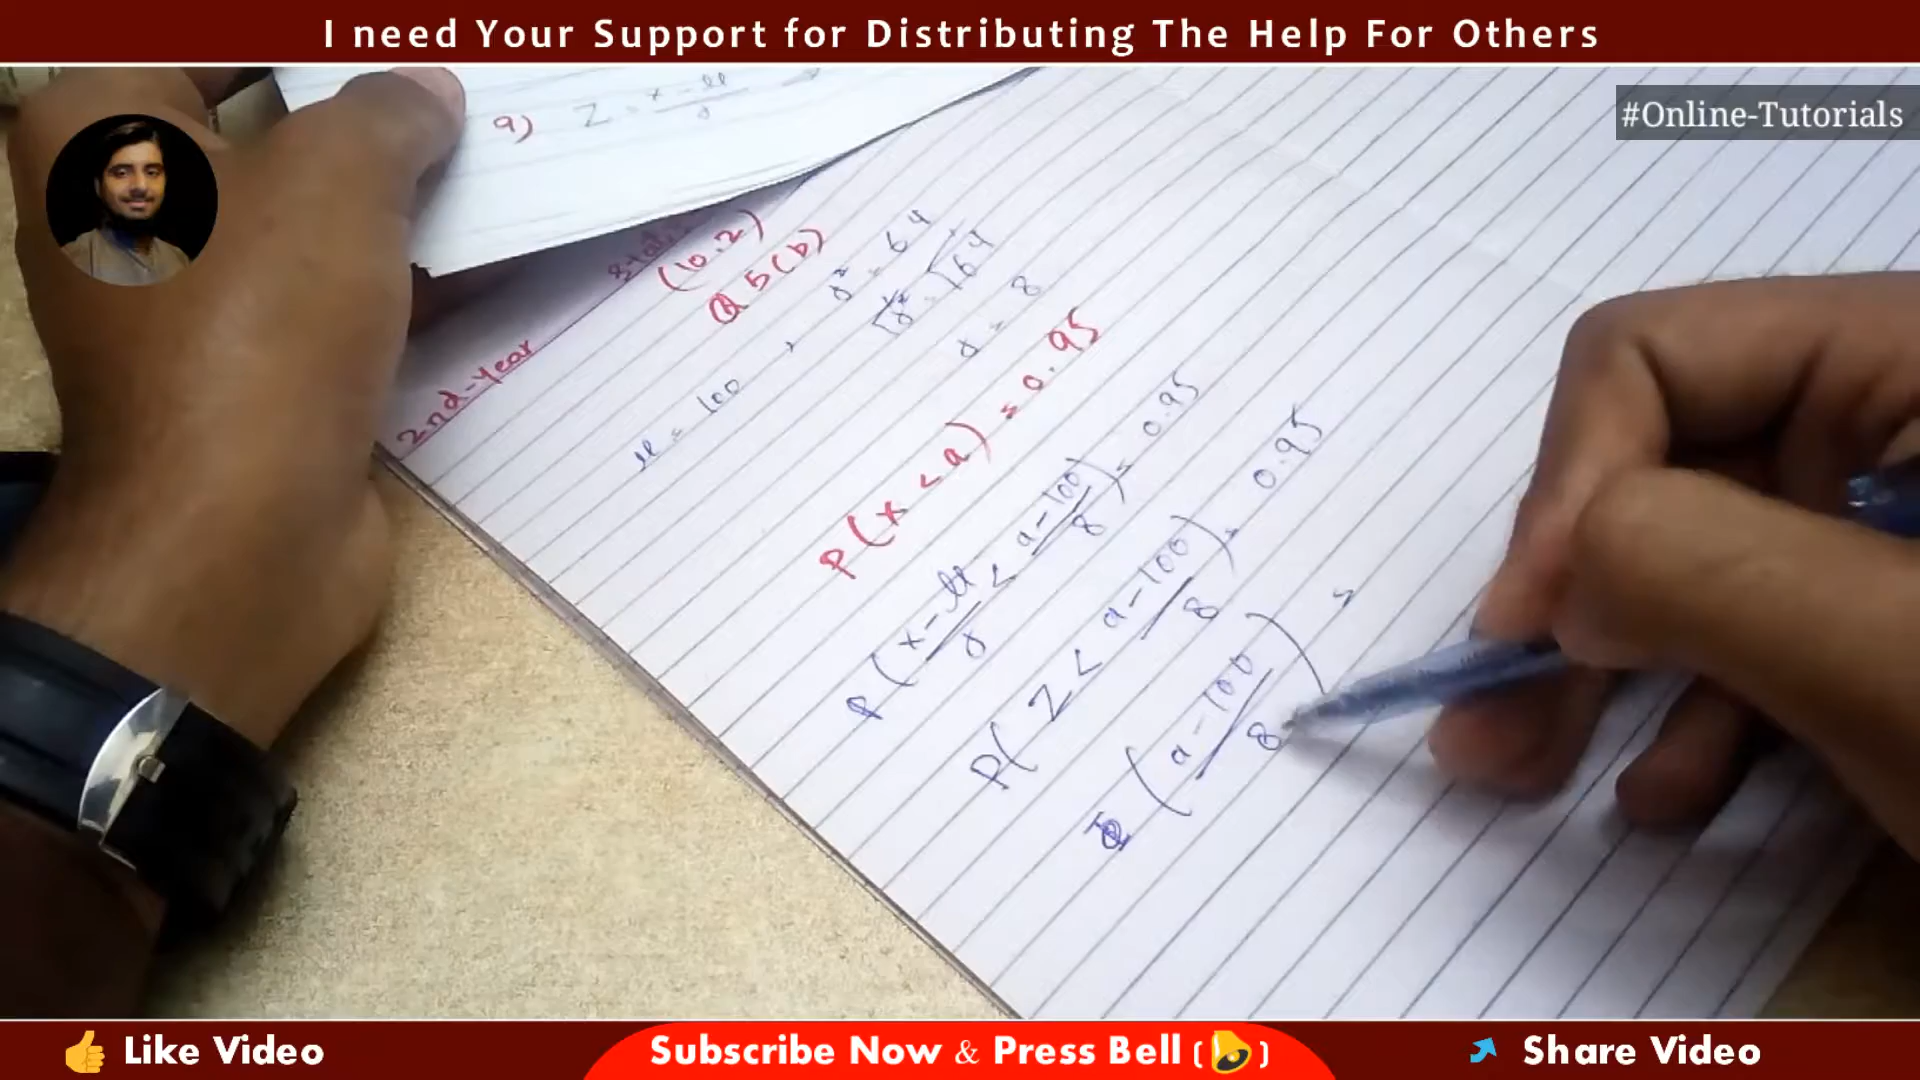 I need Your Support for Distributing The Help For Others
#Online-Tutorials
a) Z = x - μ / σ →
2nd-year
(10.2)
Q 5 (b)
μ = 100 , σ² = 64
√σ² = √64
σ = 8
P(x < a) = 0.95
P(x - μ / σ < a - 100 / 8) = 0.95
P(Z < a - 100 / 8) = 0.95
Φ(a - 100 / 8) =
Like Video
Subscribe Now & Press Bell ( )
Share Video